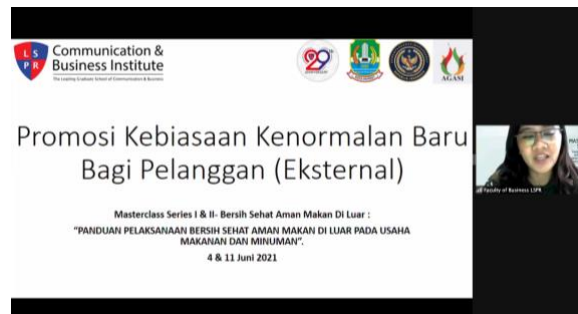 L S
P R
Communication &
Business Institute
The Leading Graduate School of Communication & Business
29
AGASI
Promosi Kebiasaan Kenormalan Baru
Bagi Pelanggan (Eksternal)
Masterclass Series I & II- Bersih Sehat Aman Makan Di Luar :
"PANDUAN PELAKSANAAN BERSIH SEHAT AMAN MAKAN DI LUAR PADA USAHA
MAKANAN DAN MINUMAN".
4 & 11 Juni 2021
Faculty of Business LSPR